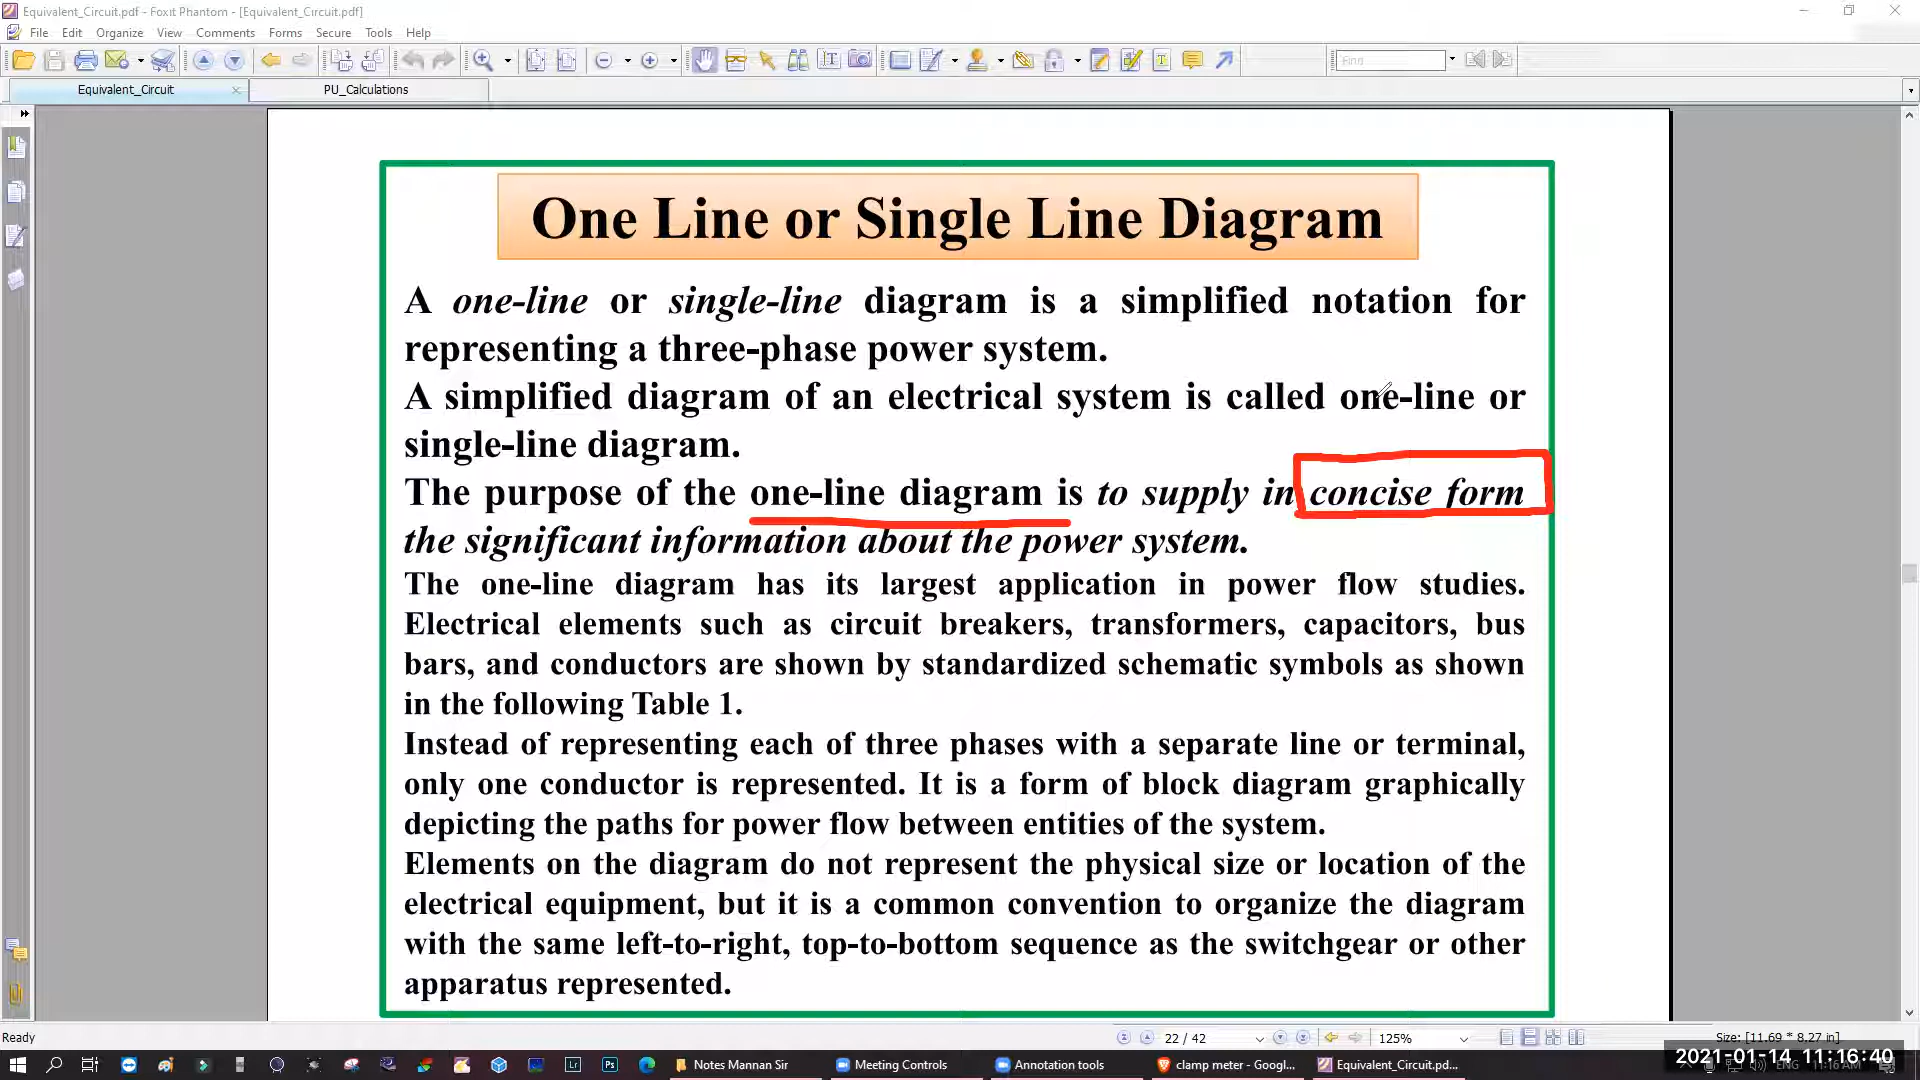 Equivalent_Circuit.pdf - Foxit Phantom - [Equivalent_Circuit.pdf]
File Edit Organize View Comments Forms Secure Tools Help
Find
Equivalent_Circuit
PU_Calculations
One Line or Single Line Diagram
A one-line or single-line diagram is a simplified notation for
representing a three-phase power system.
A simplified diagram of an electrical system is called one-line or
single-line diagram.
The purpose of the one-line diagram is to supply in concise form
the significant information about the power system.
The one-line diagram has its largest application in power flow studies.
Electrical elements such as circuit breakers, transformers, capacitors, bus
bars, and conductors are shown by standardized schematic symbols as shown
in the following Table 1.
Instead of representing each of three phases with a separate line or terminal,
only one conductor is represented. It is a form of block diagram graphically
depicting the paths for power flow between entities of the system.
Elements on the diagram do not represent the physical size or location of the
electrical equipment, but it is a common convention to organize the diagram
with the same left-to-right, top-to-bottom sequence as the switchgear or other
apparatus represented.
Ready
22 / 42
125%
Size: [11.69 * 8.27 in]
Notes Mannan Sir
Meeting Controls
Annotation tools
clamp meter - Googl...
Equivalent_Circuit.pd...
2021-01-14 11:16:40
ENG 11:16 AM